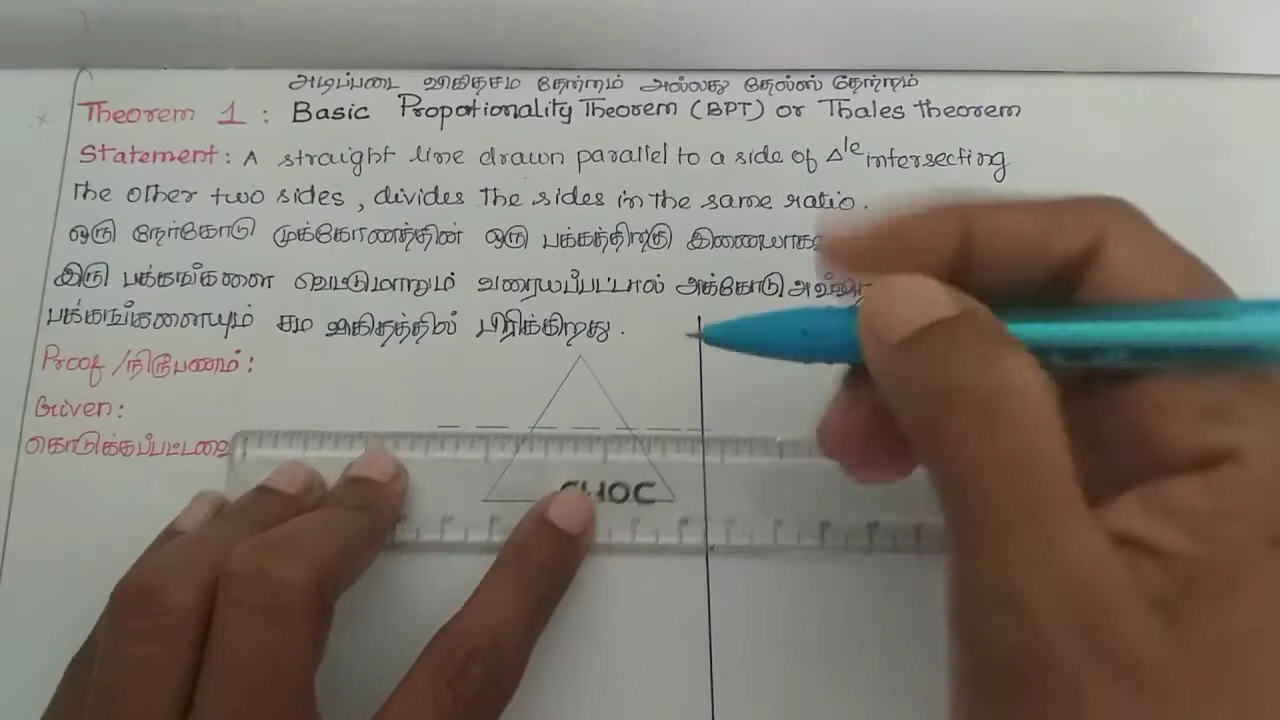 அடிப்படை விகிதசம தேற்றம் அல்லது தேல்ஸ் தேற்றம்
Theorem 1 : Basic Propotionality Theorem (BPT) or Thales theorem
Statement : A straight line drawn parallel to a side of Δle intersecting
the other two sides, divides the sides in the same ratio.
ஒரு நேர்கோடு முக்கோணத்தின் ஒரு பக்கத்திற்கு இணையாக
இரு பக்கங்களை வெட்டுமாறும் வரையப்பட்டால் அக்கோடு
பக்கங்களையும் சம விகிதத்தில் பிரிக்கிறது.
Proof /நிரூபணம் :
Given :
கொடுக்கப்பட்டவை